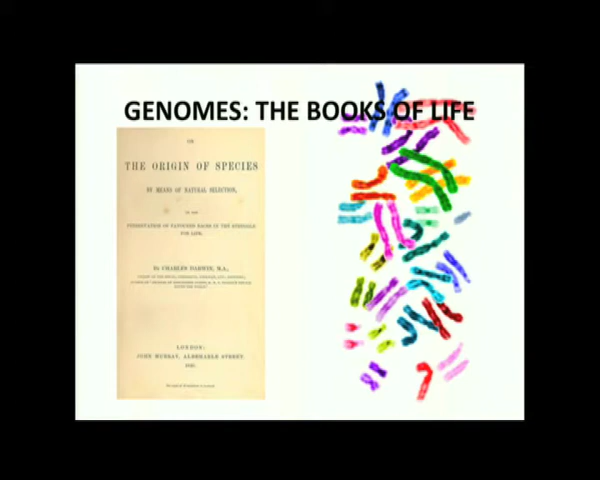 GENOMES: THE BOOKS OF LIFE
ON
THE ORIGIN OF SPECIES
BY MEANS OF NATURAL SELECTION,
OR THE
PRESERVATION OF FAVOURED RACES IN THE STRUGGLE
FOR LIFE.
BY CHARLES DARWIN, M.A.,
LONDON:
JOHN MURRAY, ALBEMARLE STREET.